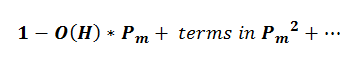 1 − O(H) * Pₘ + terms in Pₘ² + ⋯